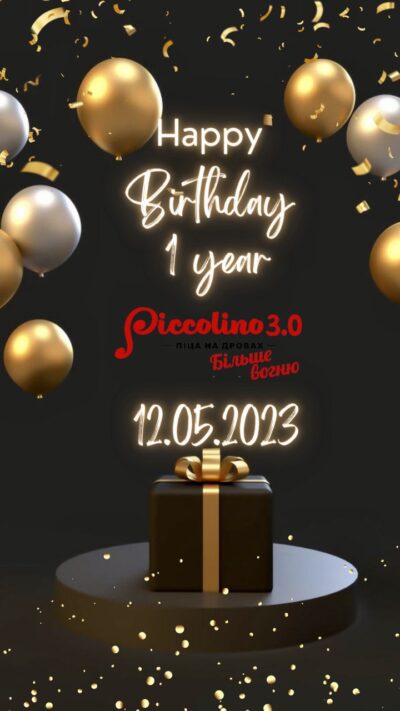 Happy
Birthday
1 year
Piccolino 3.0
— ПІЦА НА ДРОВАХ —
Більше
вогню
12.05.2023